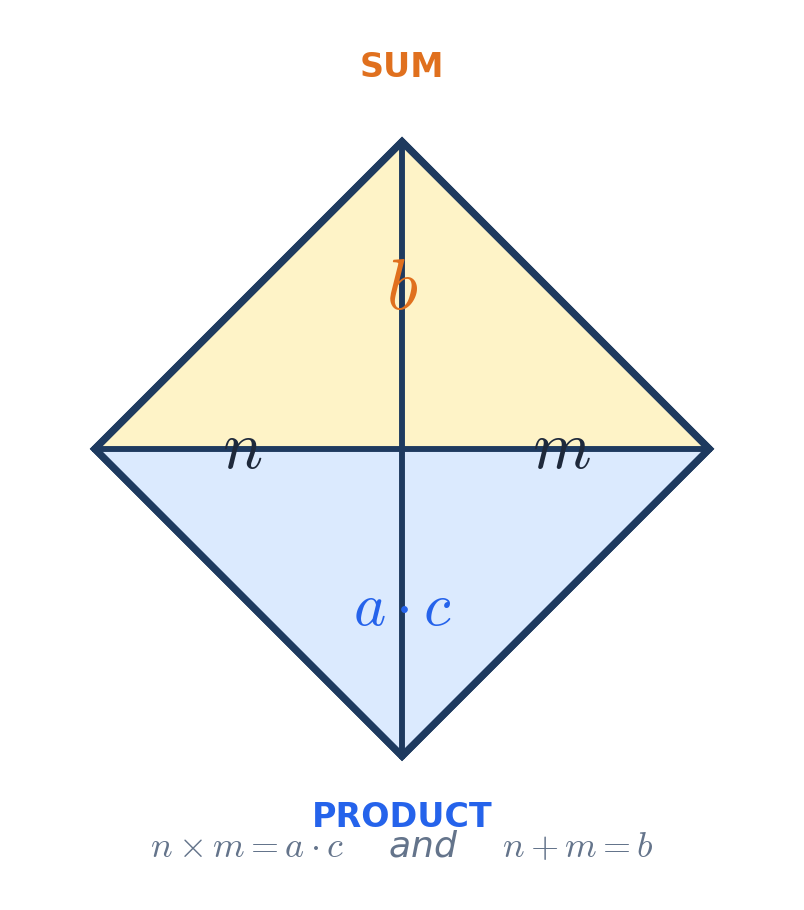 SUM
b
n m
a · c
PRODUCT
n × m = a · c and n + m = b